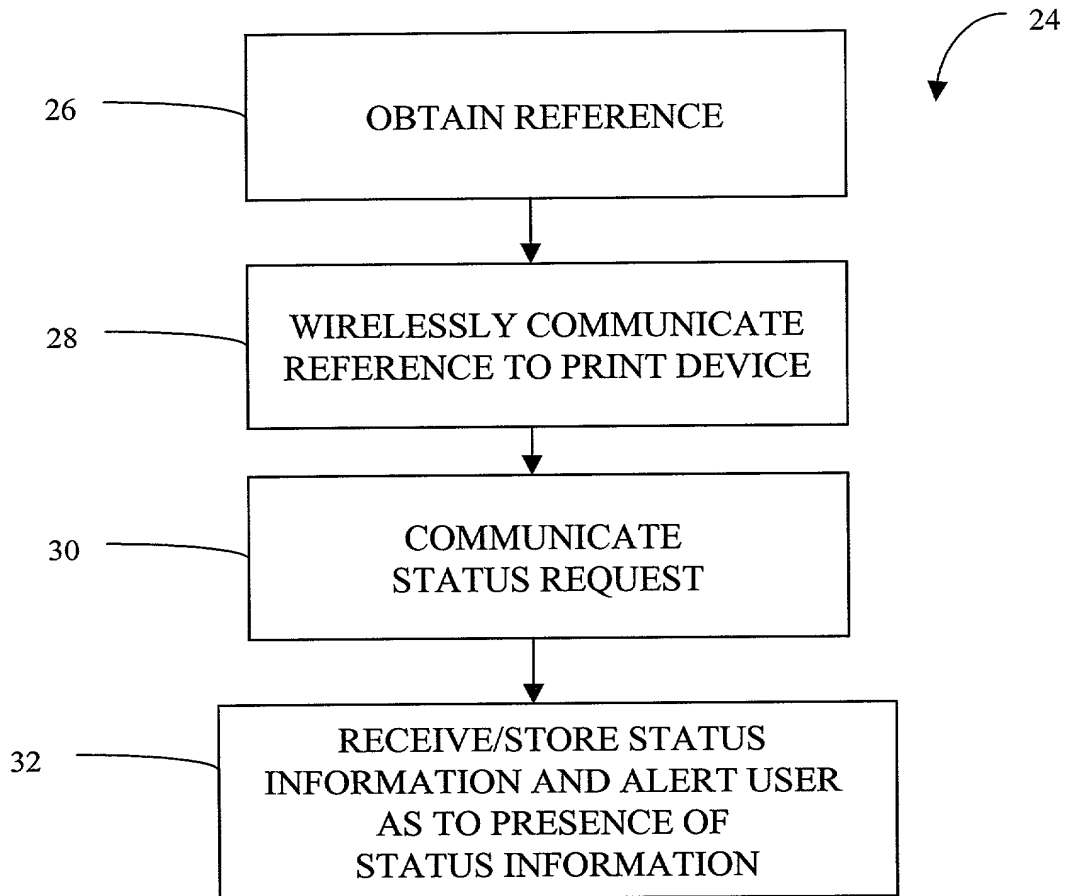 24
26
OBTAIN REFERENCE
28
WIRELESSLY COMMUNICATE
REFERENCE TO PRINT DEVICE
30
COMMUNICATE
STATUS REQUEST
32
RECEIVE/STORE STATUS
INFORMATION AND ALERT USER
AS TO PRESENCE OF
STATUS INFORMATION